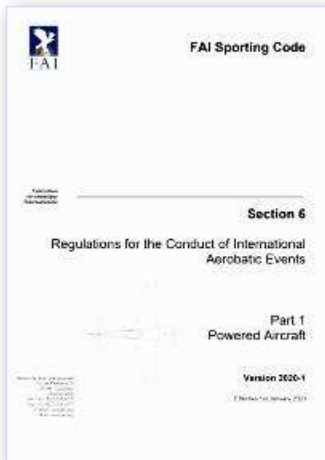 FAI Sporting Code
FAI
Section 6
Regulations for the Conduct of International
Aerobatic Events
Part 1
Powered Aircraft
Version 2020-1